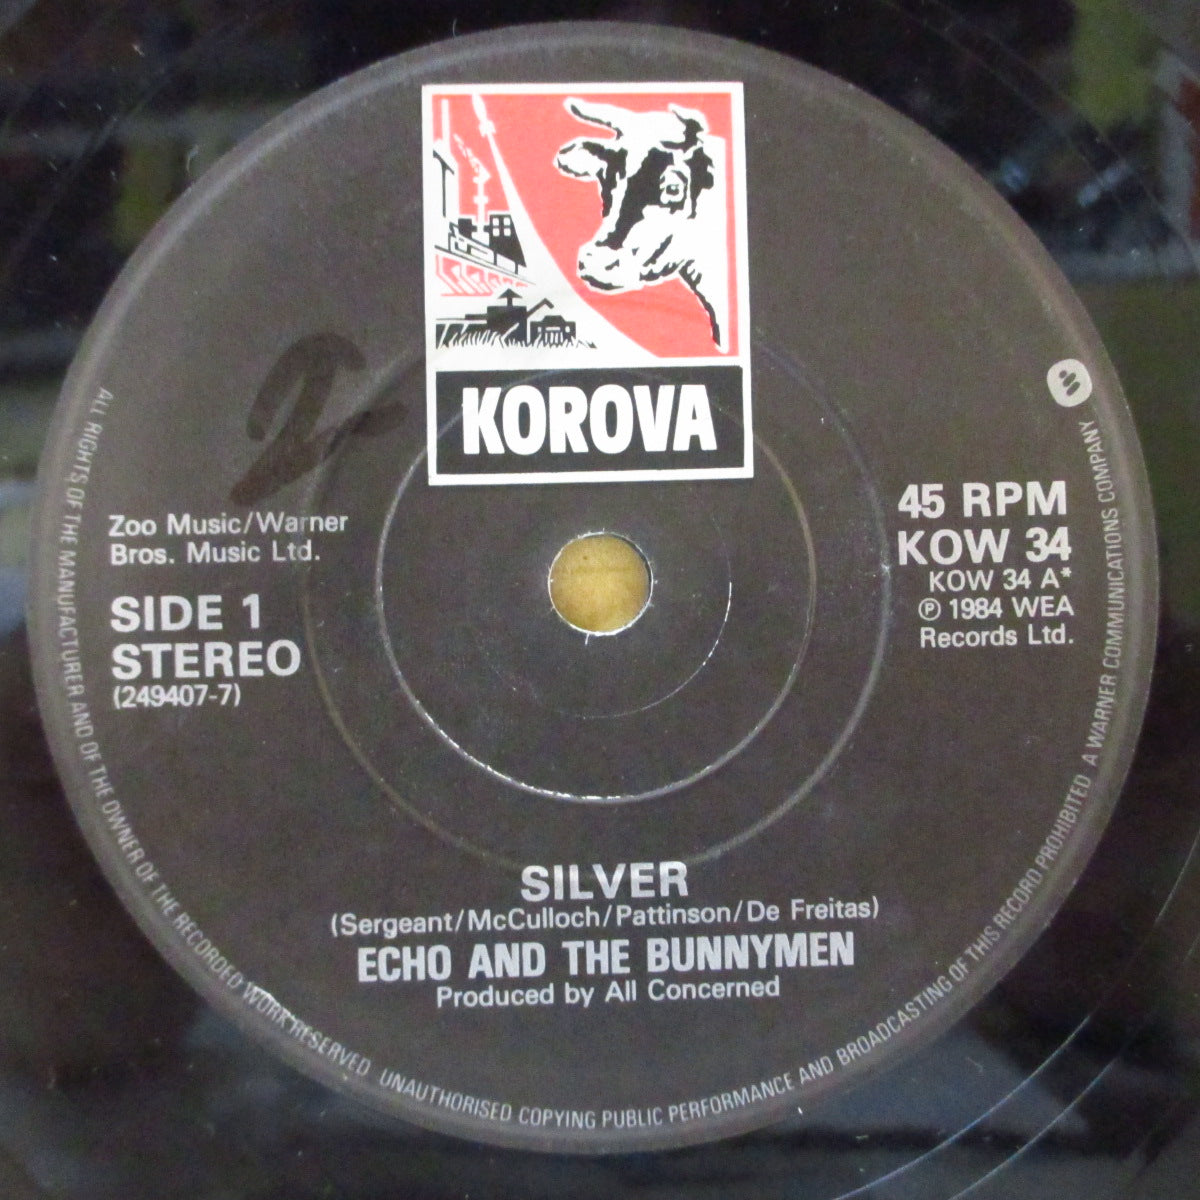 KOROVA
2
Zoo Music/Warner
Bros. Music Ltd.
SIDE 1
STEREO
(249407-7)
45 RPM
KOW 34
KOW 34 A*
℗ 1984 WEA
Records Ltd.
SILVER
(Sergeant/McCulloch/Pattinson/De Freitas)
ECHO AND THE BUNNYMEN
Produced by All Concerned
ALL RIGHTS OF THE MANUFACTURER AND OF THE OWNER OF THE RECORDED WORK RESERVED UNAUTHORISED COPYING PUBLIC PERFORMANCE AND BROADCASTING OF THIS RECORD PROHIBITED A WARNER COMMUNICATIONS COMPANY